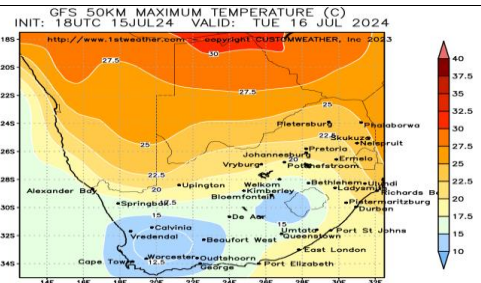 GFS 50KM MAXIMUM TEMPERATURE (C)
INIT: 18UTC 15JUL24 VALID: TUE 16 JUL 2024
http://www.1stweather.com - copyright CUSTOMWEATHER, Inc 2023
18S
20S
22S
24S
26S
28S
30S
32S
34S
27.5
30
27.5
25
25
22.5
20
Pietersburg
Phalaborwa
22.5
Skukuza
Nelspruit
Pretoria
Johannesburg
20
Ermelo
Vryburg
Potchefstroom
Alexander Bay
Upington
Welkom
Kimberley
Bloemfontein
Bethlehem
Ulundi
Ladysmith
Richards B
Pietermaritzburg
Durban
Springbok
17.5
15
De Aar
15
Calvinia
Vredendal
Beaufort West
Umtata
Port St Johns
Queenstown
East London
Cape Town
Worcester
12.5
Oudtshoorn
George
Port Elizabeth
14E
16E
18E
20E
22E
24E
26E
28E
30E
32E
40
37.5
35
32.5
30
27.5
25
22.5
20
17.5
15
10